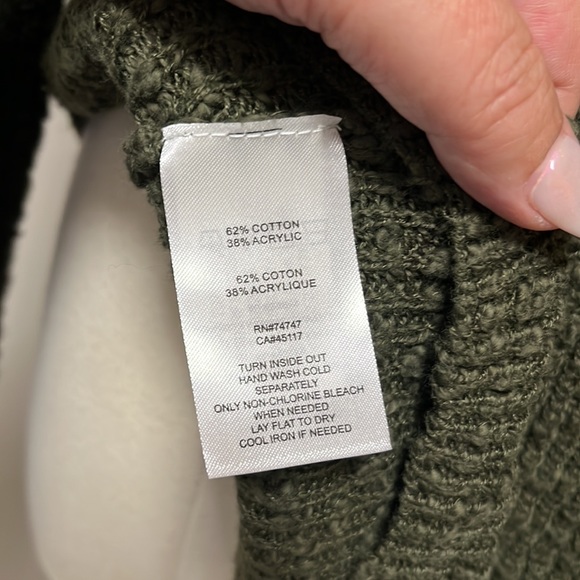 62% COTTON
38% ACRYLIC
62% COTON
38% ACRYLIQUE
RN#74747
CA#45117
TURN INSIDE OUT
HAND WASH COLD
SEPARATELY
ONLY NON-CHLORINE BLEACH
WHEN NEEDED
LAY FLAT TO DRY
COOL IRON IF NEEDED